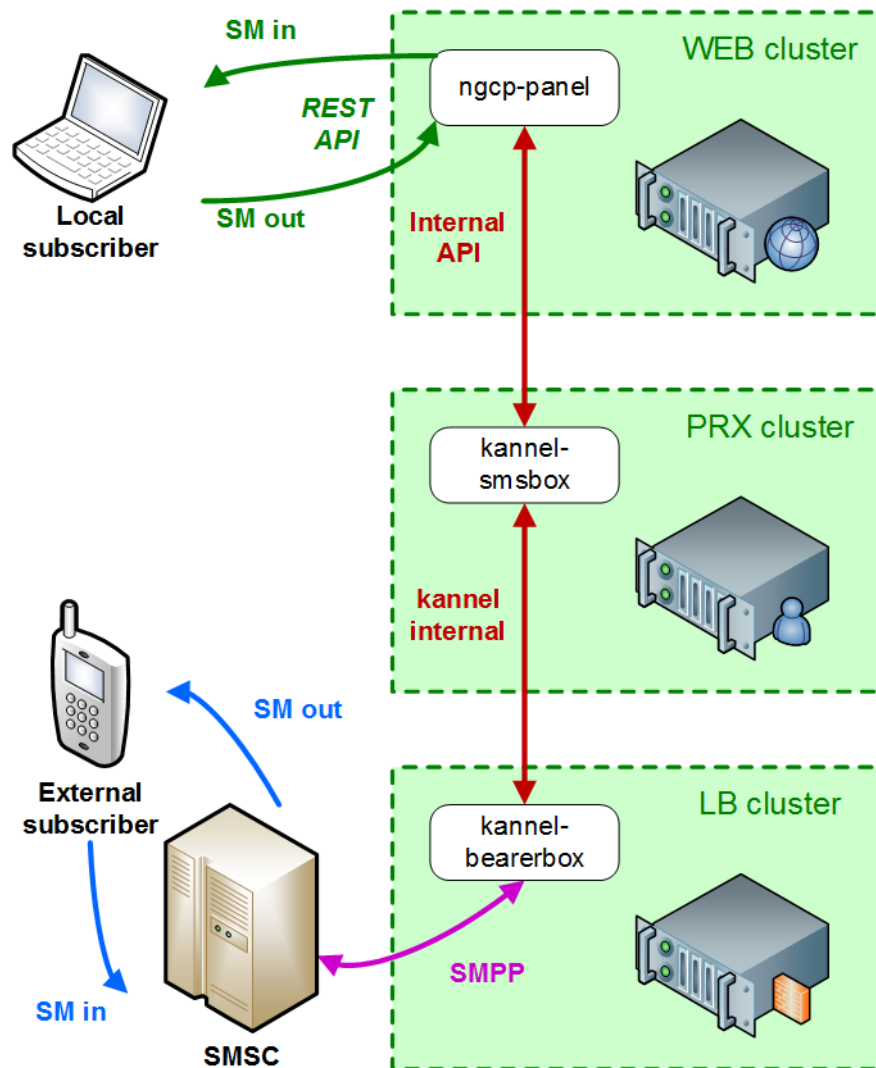 SM in
WEB cluster
ngcp-panel
REST
API
Local
subscriber
SM out
Internal
API
PRX cluster
kannel-
smsbox
kannel
internal
SM out
External
subscriber
LB cluster
kannel-
bearerbox
SMPP
SM in
SMSC